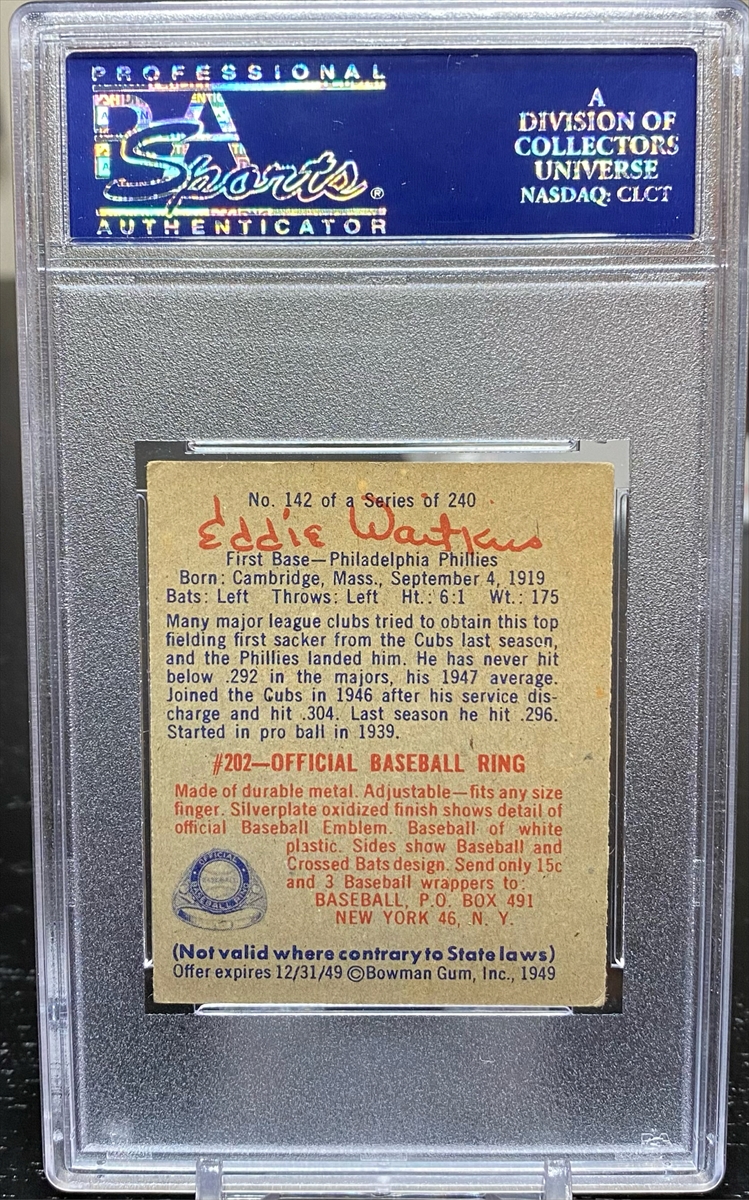 PROFESSIONAL
PSA
Sports®
AUTHENTICATOR
A
DIVISION OF
COLLECTORS
UNIVERSE
NASDAQ: CLCT
No. 142 of a Series of 240
Eddie Waitkus
First Base—Philadelphia Phillies
Born: Cambridge, Mass., September 4, 1919
Bats: Left Throws: Left Ht.: 6:1 Wt.: 175
Many major league clubs tried to obtain this top
fielding first sacker from the Cubs last season,
and the Phillies landed him. He has never hit
below .292 in the majors, his 1947 average.
Joined the Cubs in 1946 after his service dis-
charge and hit .304. Last season he hit .296.
Started in pro ball in 1939.
#202—OFFICIAL BASEBALL RING
Made of durable metal. Adjustable—fits any size
finger. Silverplate oxidized finish shows detail of
official Baseball Emblem. Baseball of white
plastic. Sides show Baseball and
Crossed Bats design. Send only 15c
and 3 Baseball wrappers to:
BASEBALL, P.O. BOX 491
NEW YORK 46, N. Y.
OFFICIAL
BASEBALL
BASEBALL RING
(Not valid where contrary to State laws)
Offer expires 12/31/49 ©Bowman Gum, Inc., 1949